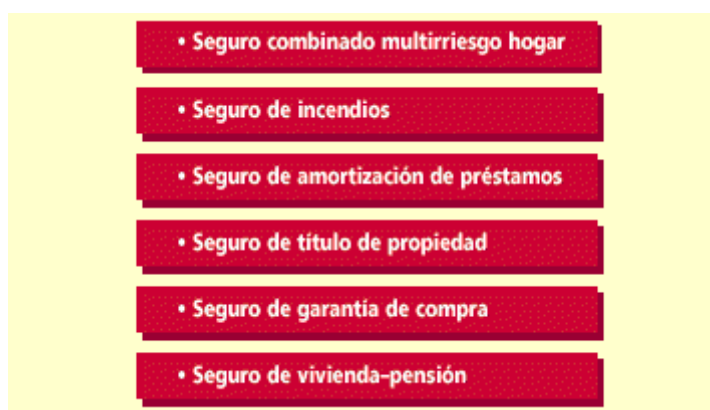 • Seguro combinado multirriesgo hogar
• Seguro de incendios
• Seguro de amortización de préstamos
• Seguro de título de propiedad
• Seguro de garantía de compra
• Seguro de vivienda-pensión